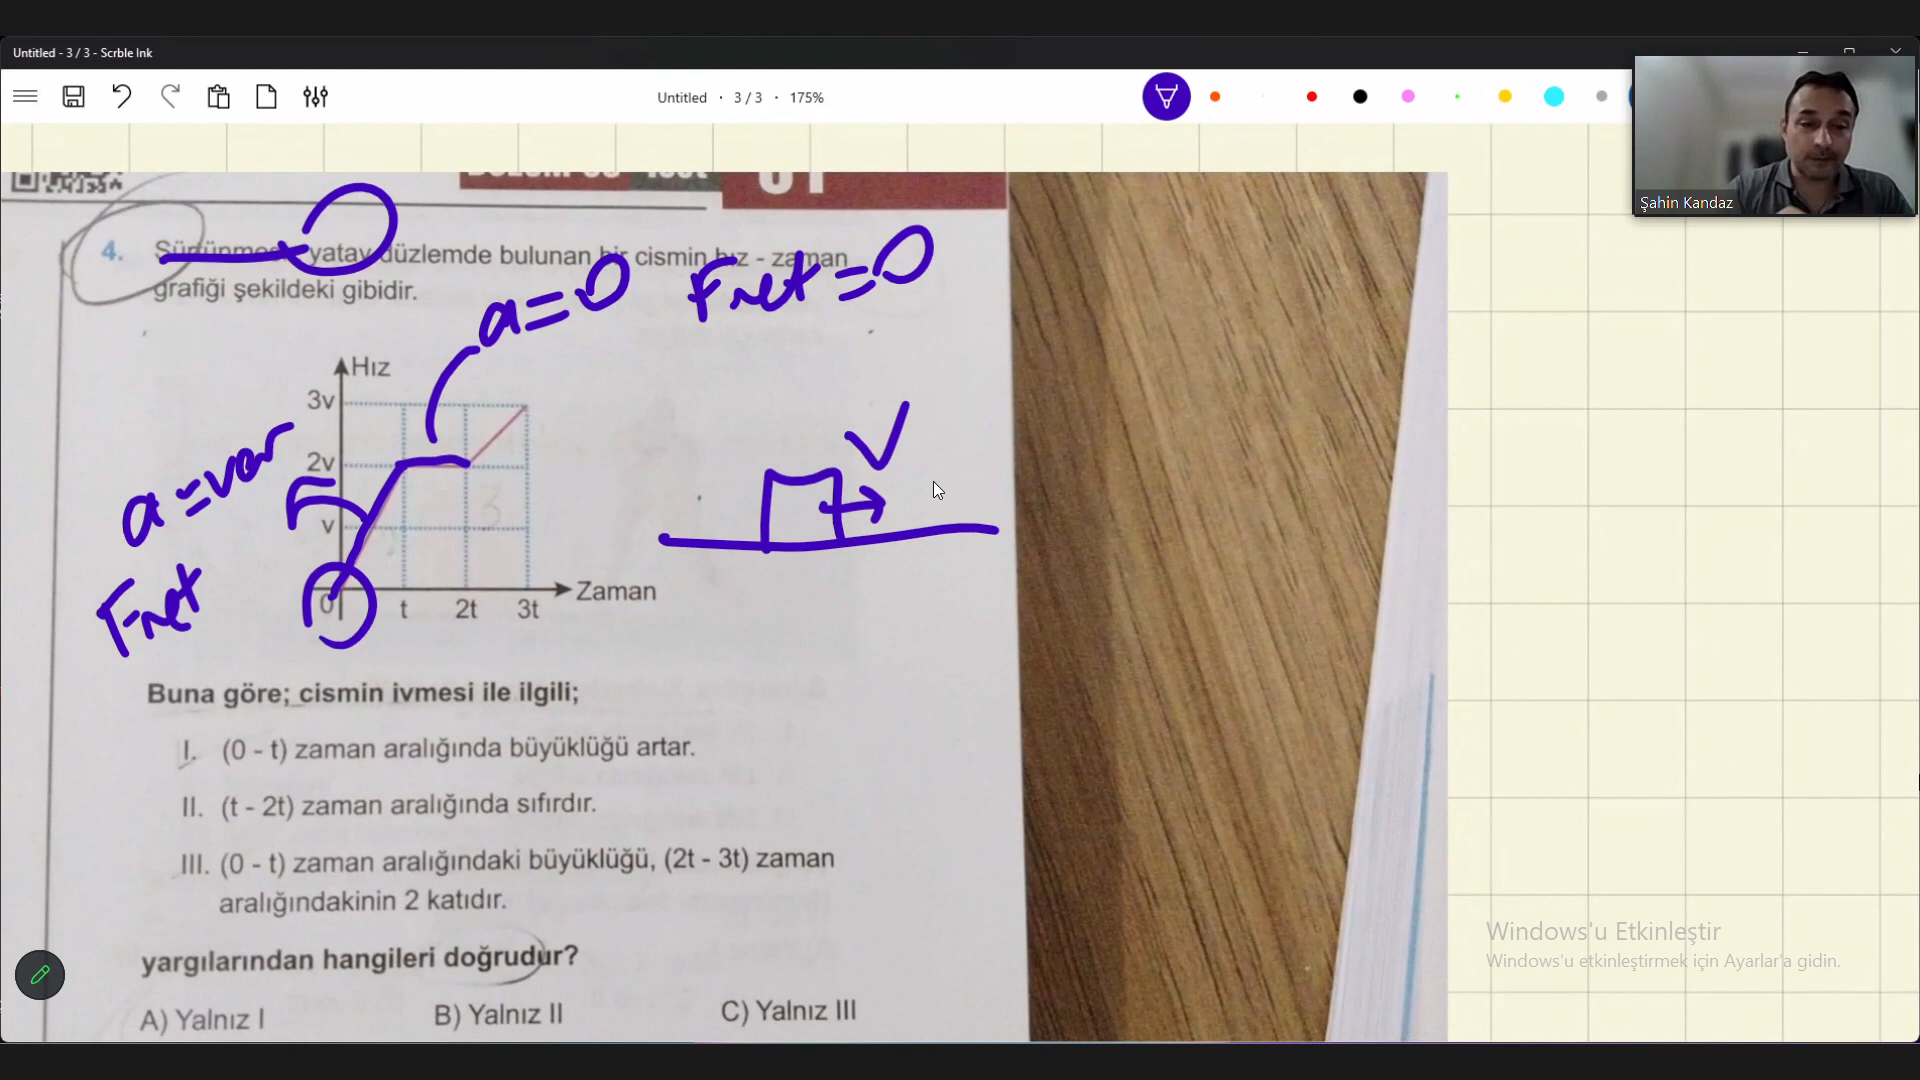 Untitled - 3 / 3 - Scrble Ink
Untitled · 3 / 3 · 175%
Şahin Kandaz
4. Sürtünmesiz yatay düzlemde bulunan bir cismin hız - zaman
grafiği şekildeki gibidir.
a=0 Fnet=0
Hız
3v
2v
v
0 t 2t 3t Zaman
a=var
Fnet
V
3
Buna göre; cismin ivmesi ile ilgili;
I. (0 - t) zaman aralığında büyüklüğü artar.
II. (t - 2t) zaman aralığında sıfırdır.
III. (0 - t) zaman aralığındaki büyüklüğü, (2t - 3t) zaman
aralığındakinin 2 katıdır.
yargılarından hangileri doğrudur?
A) Yalnız I B) Yalnız II C) Yalnız III
Windows'u Etkinleştir
Windows'u etkinleştirmek için Ayarlar'a gidin.